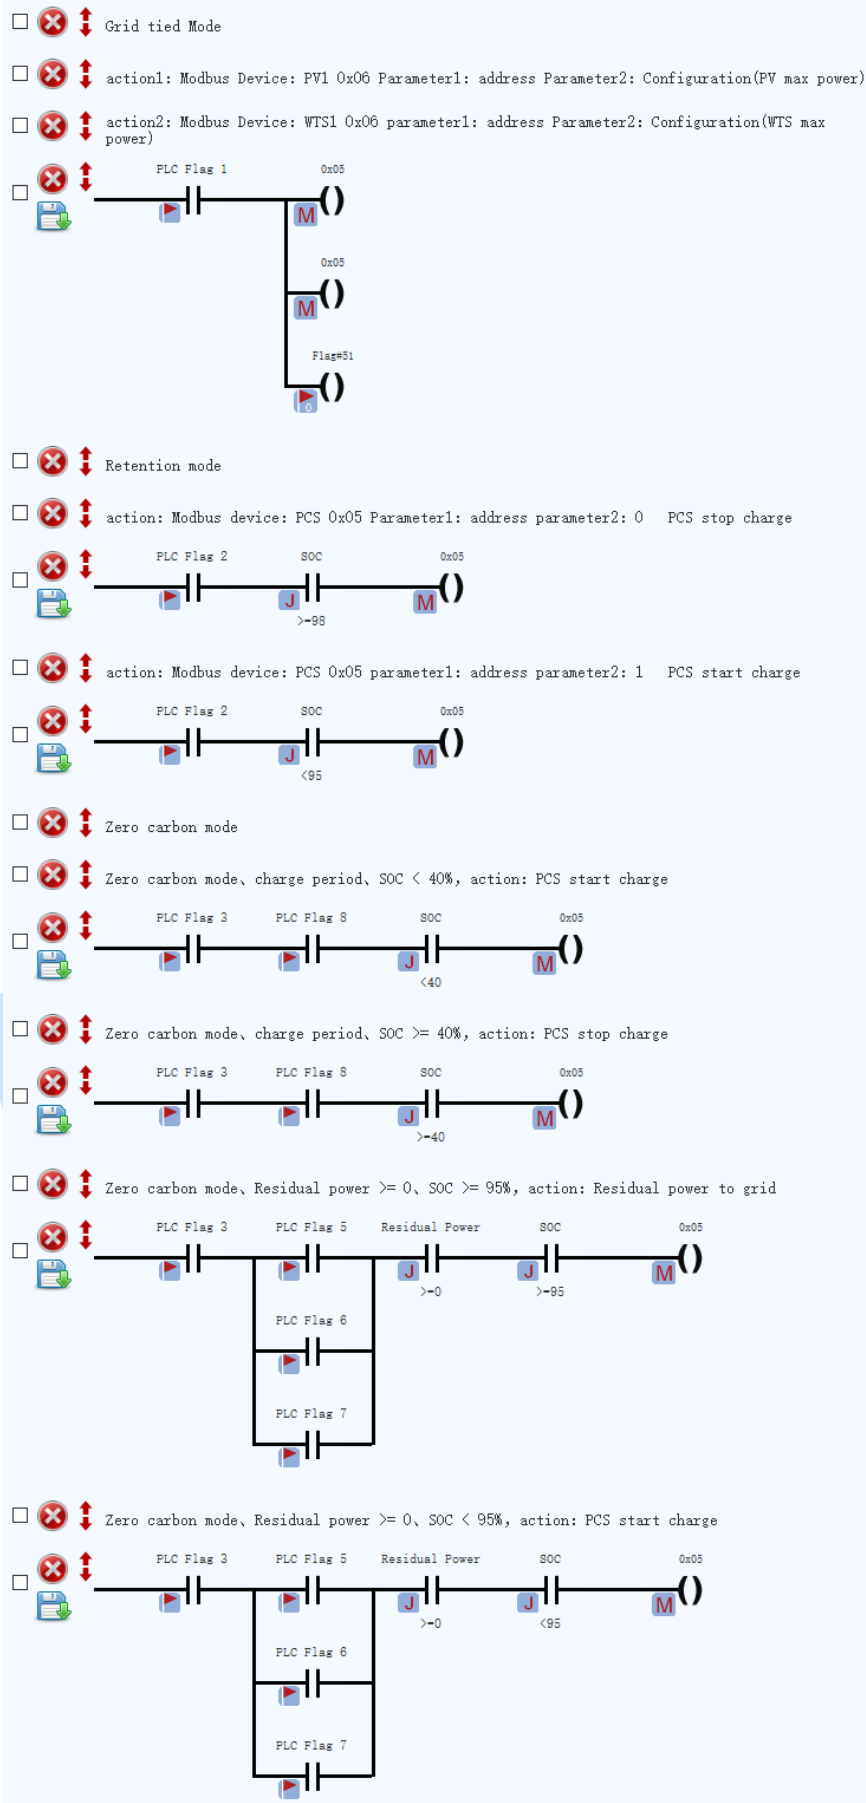 Grid tied Mode
action1: Modbus Device: PV1 0x06 Parameter1: address Parameter2: Configuration(PV max power)
action2: Modbus Device: WTS1 0x06 parameter1: address Parameter2: Configuration(WTS max
power)
PLC Flag 1 0x05
M
0x05
M
Flag#51
0
Retention mode
action: Modbus device: PCS 0x05 Parameter1: address parameter2: 0 PCS stop charge
PLC Flag 2 SOC 0x05
J M
>=98
action: Modbus device: PCS 0x05 parameter1: address parameter2: 1 PCS start charge
PLC Flag 2 SOC 0x05
J M
<95
Zero carbon mode
Zero carbon mode、charge period、SOC < 40%, action: PCS start charge
PLC Flag 3 PLC Flag 8 SOC 0x05
J M
<40
Zero carbon mode、charge period、SOC >= 40%, action: PCS stop charge
PLC Flag 3 PLC Flag 8 SOC 0x05
J M
>=40
Zero carbon mode、Residual power >= 0、SOC >= 95%, action: Residual power to grid
PLC Flag 3 PLC Flag 5 Residual Power SOC 0x05
J J M
>=0 >=95
PLC Flag 6
PLC Flag 7
Zero carbon mode、Residual power >= 0、SOC < 95%, action: PCS start charge
PLC Flag 3 PLC Flag 5 Residual Power SOC 0x05
J J M
>=0 <95
PLC Flag 6
PLC Flag 7